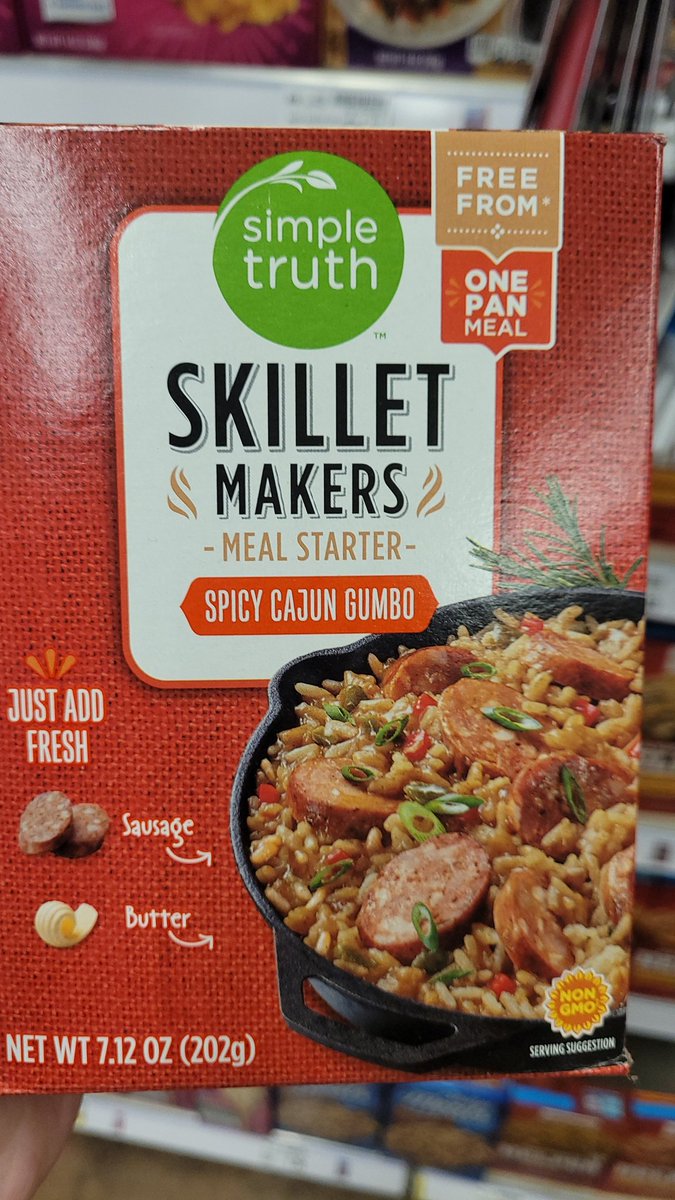 simple
truth
™
FREE
FROM*
ONE
PAN
MEAL
SKILLET
MAKERS
-MEAL STARTER-
SPICY CAJUN GUMBO
JUST ADD
FRESH
Sausage
Butter
NON
GMO
NET WT 7.12 OZ (202g)
SERVING SUGGESTION